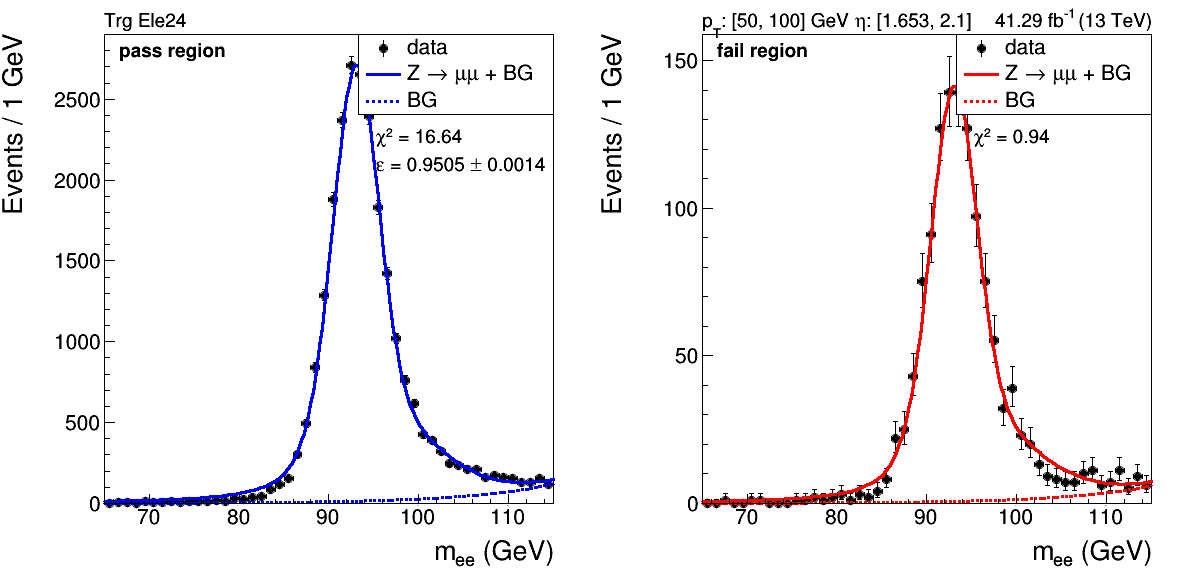 Trg Ele24
pass region
data
Z → μμ + BG
BG
χ² = 16.64
ε = 0.9505 ± 0.0014
Events / 1 GeV
2500
2000
1500
1000
500
0
70 80 90 100 110
m_ee (GeV)
p_T: [50, 100] GeV η: [1.653, 2.1] 41.29 fb⁻¹ (13 TeV)
fail region
data
Z → μμ + BG
BG
χ² = 0.94
Events / 1 GeV
150
100
50
0
70 80 90 100 110
m_ee (GeV)